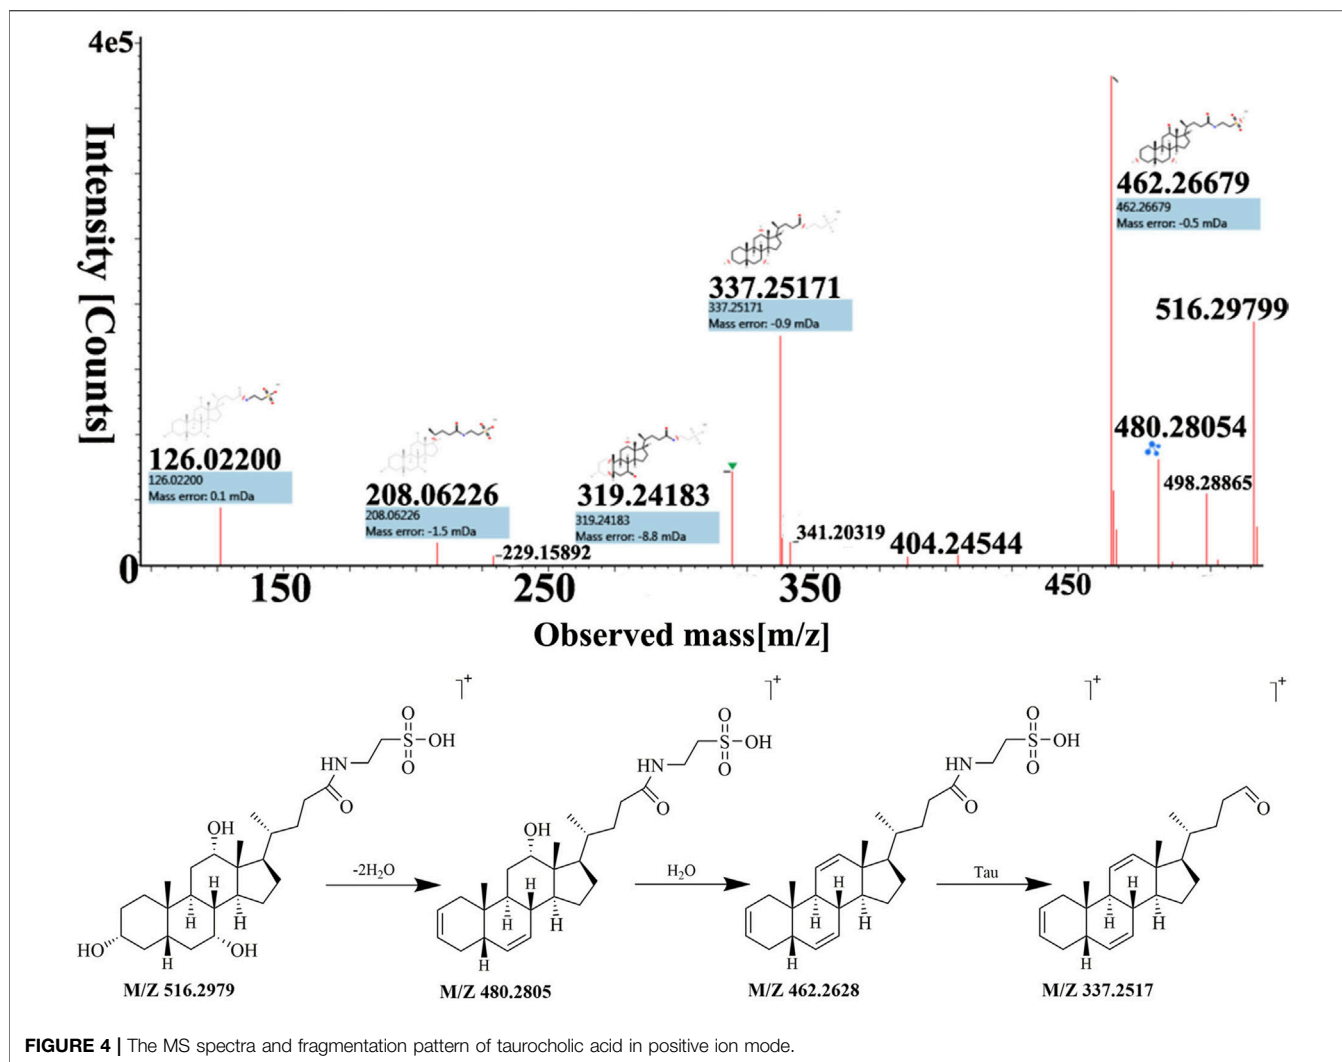 4e5
Intensity [Counts]
0
126.02200
126.02200
Mass error: 0.1 mDa
208.06226
208.06226
Mass error: -1.5 mDa
229.15892
319.24183
319.24183
Mass error: -8.8 mDa
337.25171
337.25171
Mass error: -0.9 mDa
341.20319
404.24544
462.26679
462.26679
Mass error: -0.5 mDa
516.29799
480.28054
498.28865
150
250
350
450
Observed mass[m/z]
+
O
S
OH
O
HN
O
OH
H
H
H
HO
OH
H
M/Z 516.2979
-2H₂O
+
O
S
OH
O
HN
O
OH
H
H
H
H
M/Z 480.2805
H₂O
+
O
S
OH
O
HN
O
H
H
H
H
M/Z 462.2628
Tau
+
O
H
H
H
H
M/Z 337.2517
FIGURE 4 | The MS spectra and fragmentation pattern of taurocholic acid in positive ion mode.